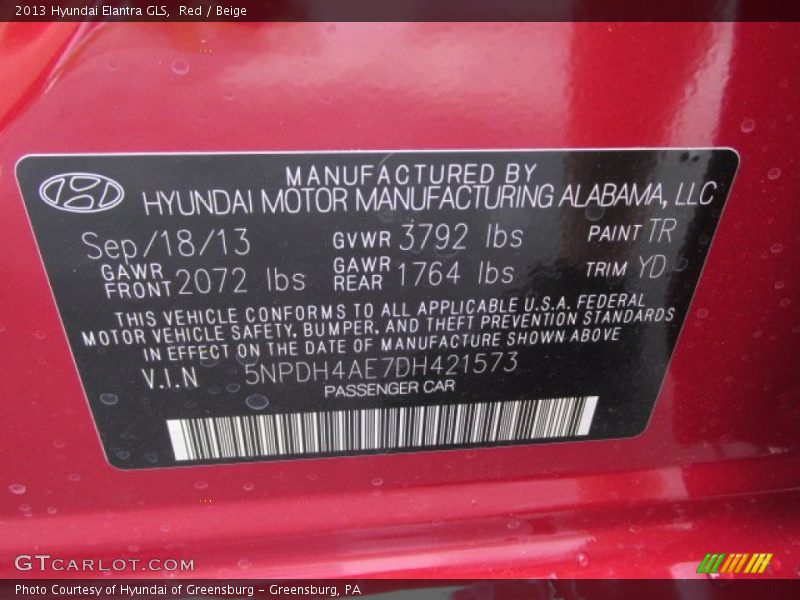 2013 Hyundai Elantra GLS,  Red / Beige
MANUFACTURED BY
HYUNDAI MOTOR MANUFACTURING ALABAMA, LLC
Sep/18/13 GVWR 3792 lbs PAINT TR
GAWR FRONT 2072 lbs GAWR REAR 1764 lbs TRIM YD
THIS VEHICLE CONFORMS TO ALL APPLICABLE U.S.A. FEDERAL
MOTOR VEHICLE SAFETY, BUMPER, AND THEFT PREVENTION STANDARDS
IN EFFECT ON THE DATE OF MANUFACTURE SHOWN ABOVE
V.I.N 5NPDH4AE7DH421573
PASSENGER CAR
GTCARLOT.COM
Photo Courtesy of Hyundai of Greensburg - Greensburg, PA